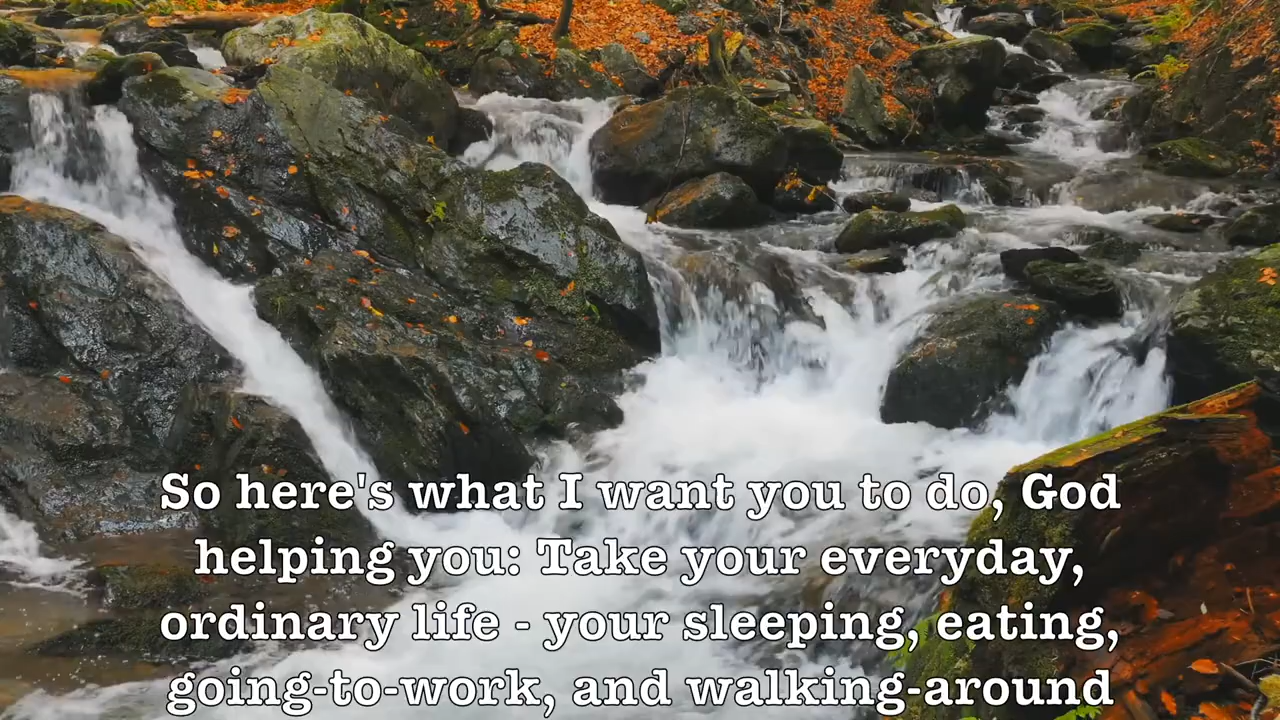 So here's what I want you to do, God
helping you: Take your everyday,
ordinary life - your sleeping, eating,
going-to-work, and walking-around